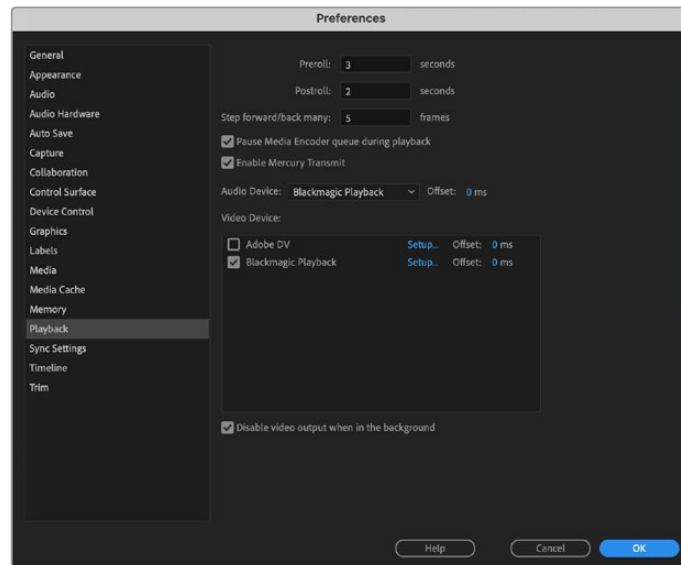 Preferences
General
Appearance
Audio
Audio Hardware
Auto Save
Capture
Collaboration
Control Surface
Device Control
Graphics
Labels
Media
Media Cache
Memory
Playback
Sync Settings
Timeline
Trim
Preroll: 3 seconds
Postroll: 2 seconds
Step forward/back many: 5 frames
Pause Media Encoder queue during playback
Enable Mercury Transmit
Audio Device: Blackmagic Playback Offset: 0 ms
Video Device:
Adobe DV Setup... Offset: 0 ms
Blackmagic Playback Setup... Offset: 0 ms
Disable video output when in the background
Help Cancel OK